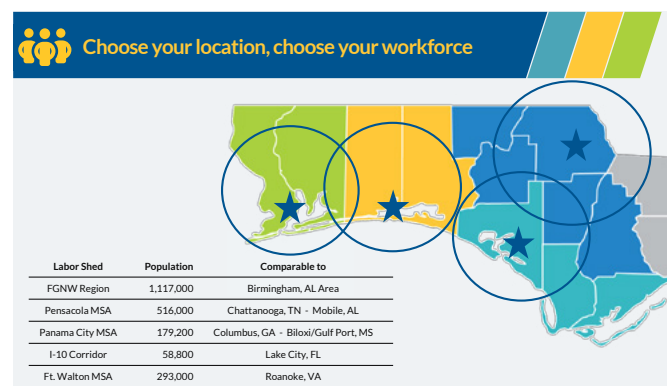 Choose your location, choose your workforce
Labor Shed Population Comparable to
FGNW Region 1,117,000 Birmingham, AL Area
Pensacola MSA 516,000 Chattanooga, TN - Mobile, AL
Panama City MSA 179,200 Columbus, GA - Biloxi/Gulf Port, MS
I-10 Corridor 58,800 Lake City, FL
Ft. Walton MSA 293,000 Roanoke, VA